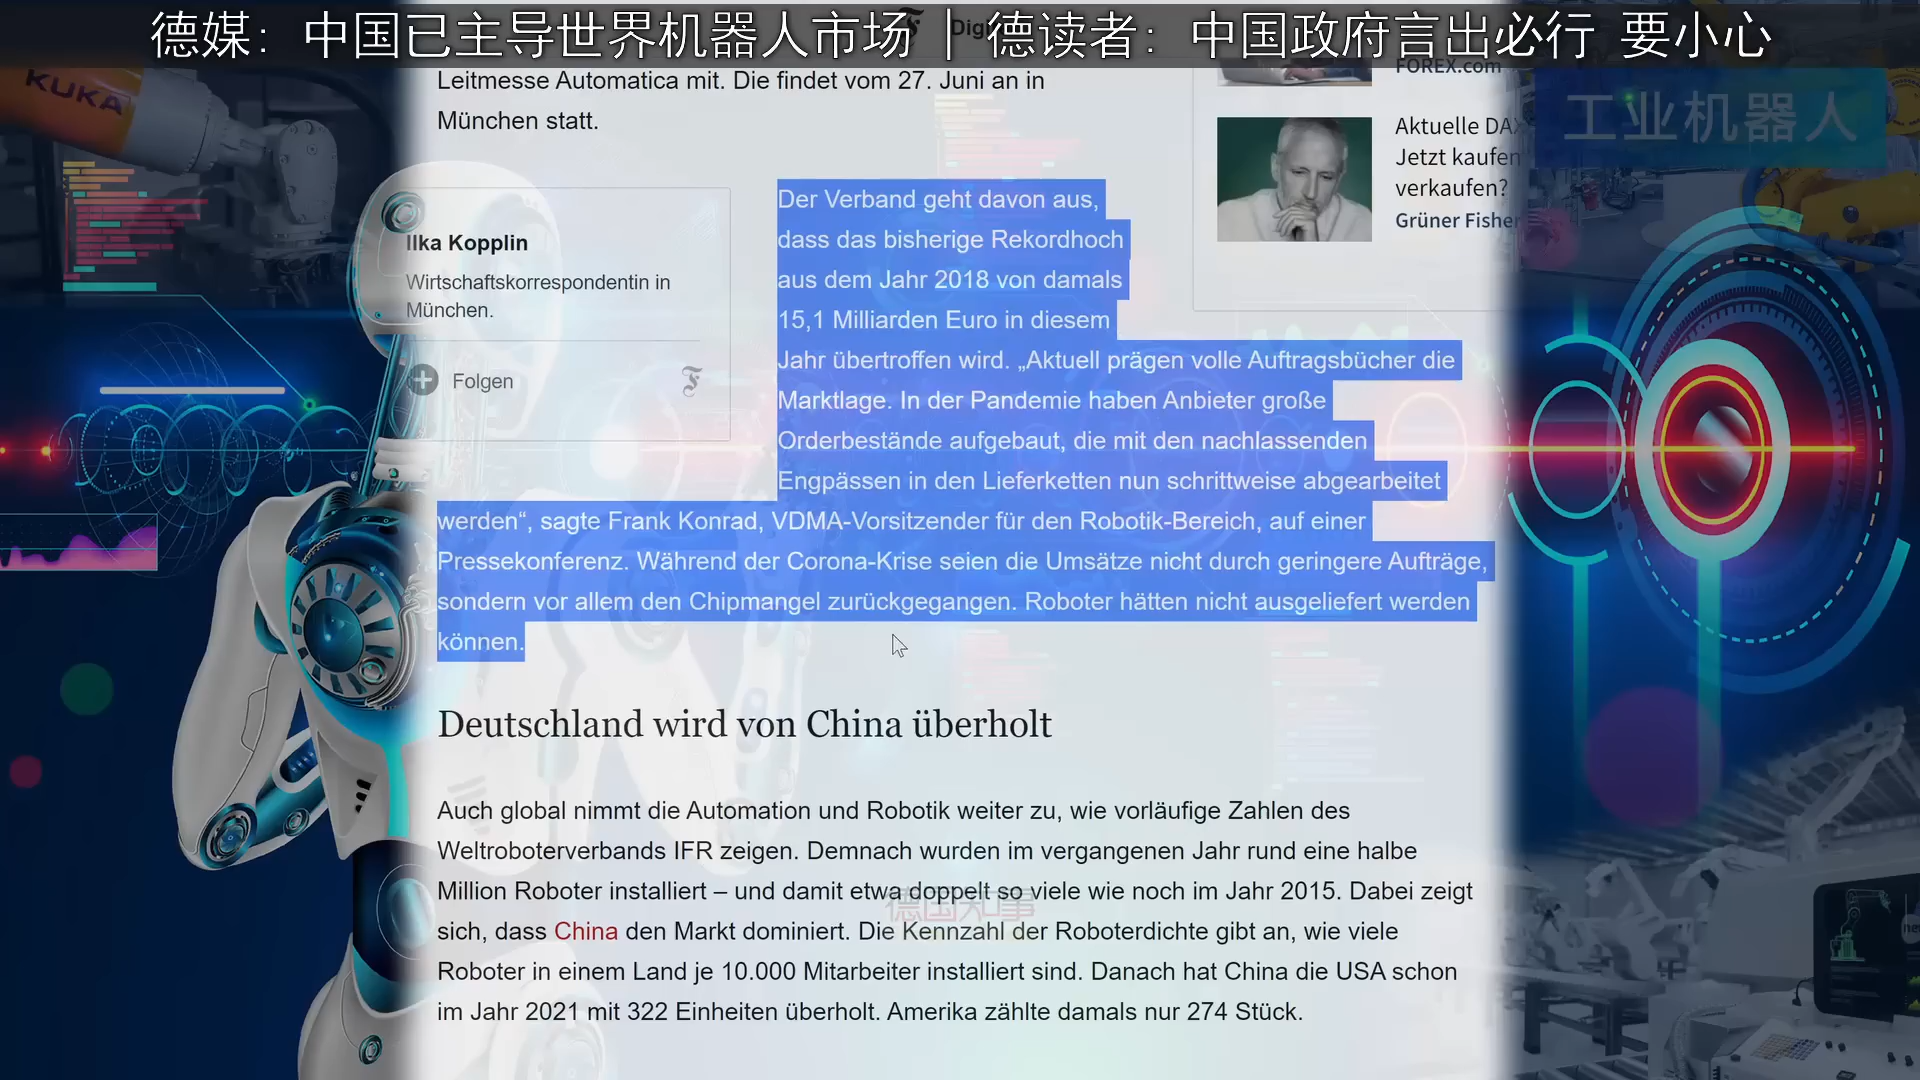 德媒：中国已主导世界机器人市场 | 德读者：中国政府言出必行 要小心
KUKA
工业机器人
Leitmesse Automatica mit. Die findet vom 27. Juni an in
München statt.
FOREX.com
Jetzt kaufen
verkaufen?
Grüner Fisher
Ilka Kopplin
Wirtschaftskorrespondentin in
München.
Folgen
Der Verband geht davon aus,
dass das bisherige Rekordhoch
aus dem Jahr 2018 von damals
15,1 Milliarden Euro in diesem
Jahr übertroffen wird. „Aktuell prägen volle Auftragsbücher die
Marktlage. In der Pandemie haben Anbieter große
Orderbestände aufgebaut, die mit den nachlassenden
Engpässen in den Lieferketten nun schrittweise abgearbeitet
werden“, sagte Frank Konrad, VDMA-Vorsitzender für den Robotik-Bereich, auf einer
Pressekonferenz. Während der Corona-Krise seien die Umsätze nicht durch geringere Aufträge,
sondern vor allem den Chipmangel zurückgegangen. Roboter hätten nicht ausgeliefert werden
können.
Deutschland wird von China überholt
Auch global nimmt die Automation und Robotik weiter zu, wie vorläufige Zahlen des
Weltroboterverbands IFR zeigen. Demnach wurden im vergangenen Jahr rund eine halbe
Million Roboter installiert – und damit etwa doppelt so viele wie noch im Jahr 2015. Dabei zeigt
sich, dass China den Markt dominiert. Die Kennzahl der Roboterdichte gibt an, wie viele
Roboter in einem Land je 10.000 Mitarbeiter installiert sind. Danach hat China die USA schon
im Jahr 2021 mit 322 Einheiten überholt. Amerika zählte damals nur 274 Stück.
德国知事